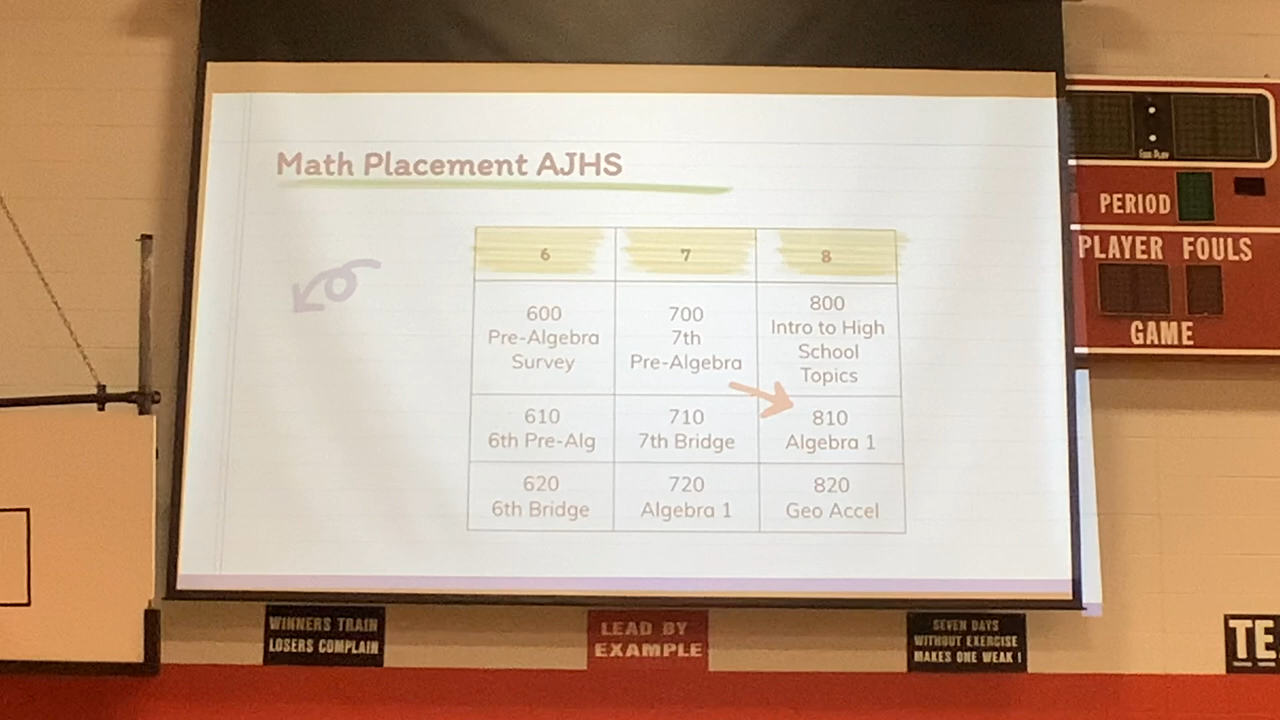 Math Placement AJHS
6
7
8
600
Pre-Algebra
Survey
700
7th
Pre-Algebra
800
Intro to High
School
Topics
610
6th Pre-Alg
710
7th Bridge
810
Algebra 1
620
6th Bridge
720
Algebra 1
820
Geo Accel
FAIR PLAY
PERIOD
PLAYER FOULS
GAME
WINNERS TRAIN
LOSERS COMPLAIN
LEAD BY
EXAMPLE
SEVEN DAYS
WITHOUT EXERCISE
MAKES ONE WEAK !
TE